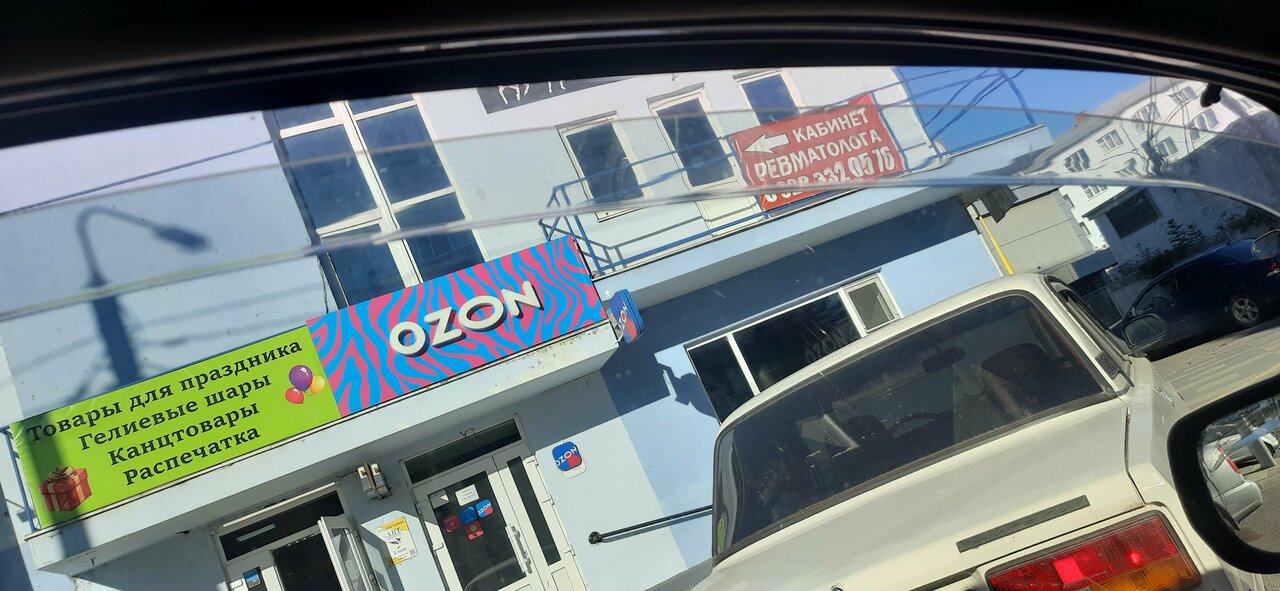 КАБИНЕТ
РЕВМАТОЛОГА
OZON
Товары для праздника
Гелиевые шары
Канцтовары
Распечатка
OZON